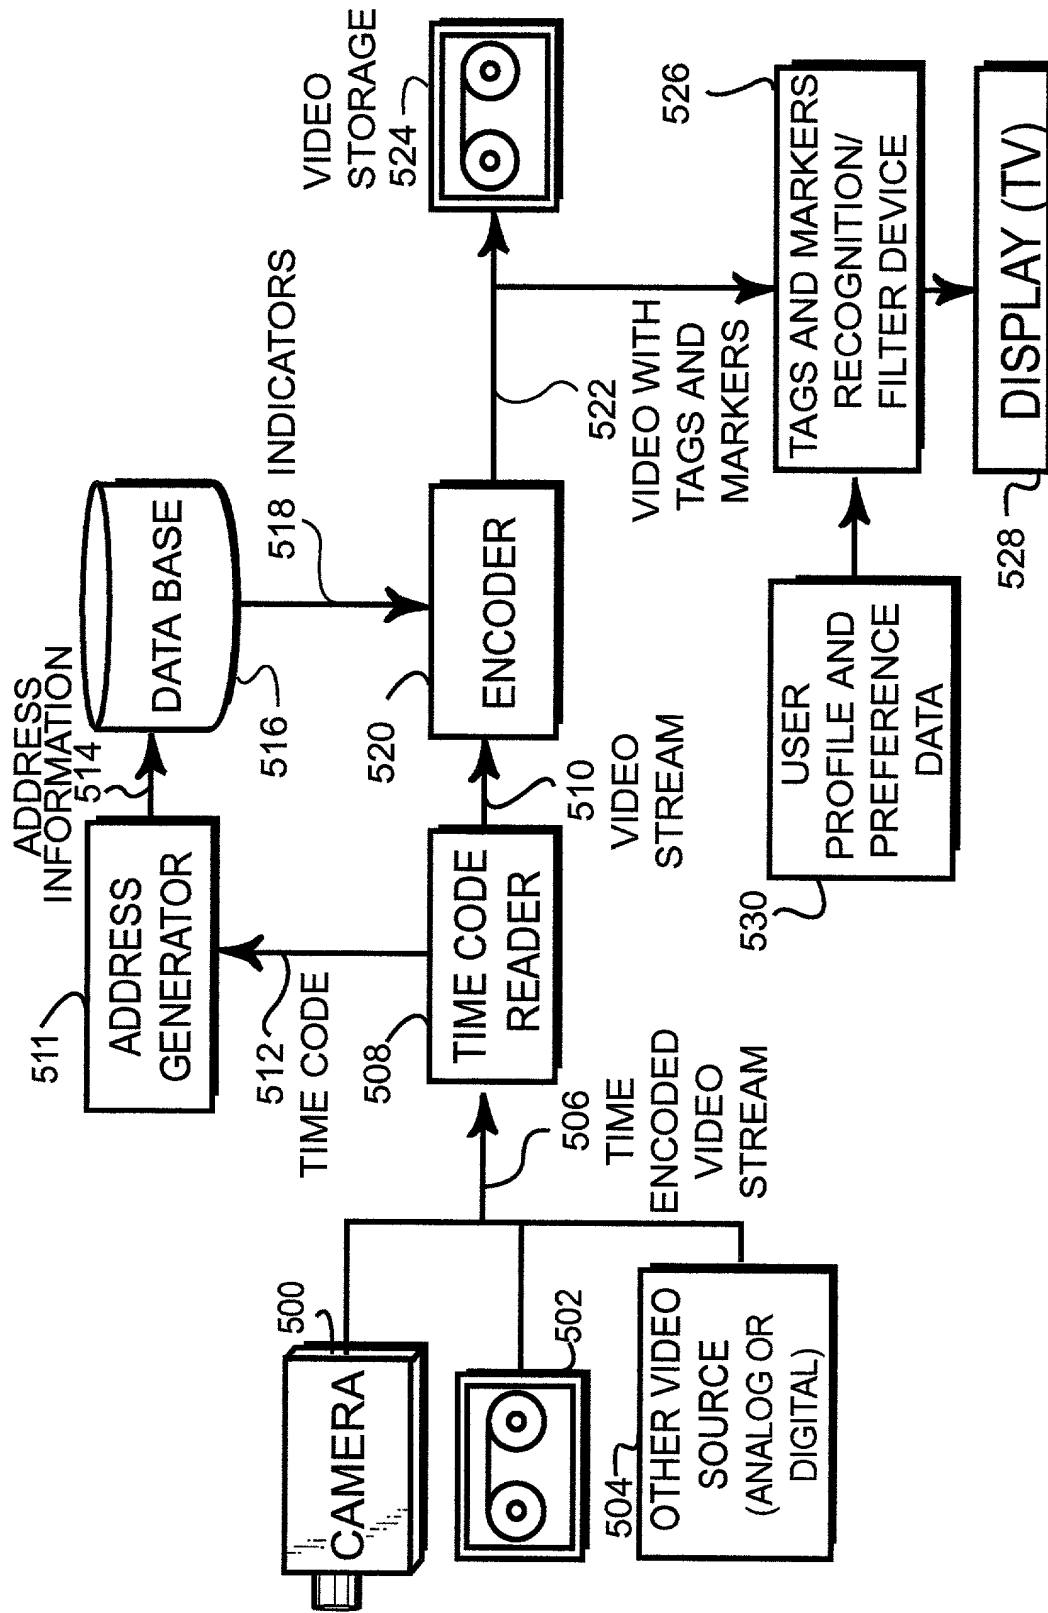 500
CAMERA
502
504
OTHER VIDEO
SOURCE
(ANALOG OR
DIGITAL)
506
TIME
ENCODED
VIDEO
STREAM
508
TIME CODE
READER
512
TIME CODE
511
ADDRESS
GENERATOR
ADDRESS
INFORMATION
514
DATA BASE
516
518 INDICATORS
510
VIDEO
STREAM
520
ENCODER
522
VIDEO WITH
TAGS AND
MARKERS
VIDEO
STORAGE
524
526
TAGS AND MARKERS
RECOGNITION/
FILTER DEVICE
530
USER
PROFILE AND
PREFERENCE
DATA
528
DISPLAY (TV)